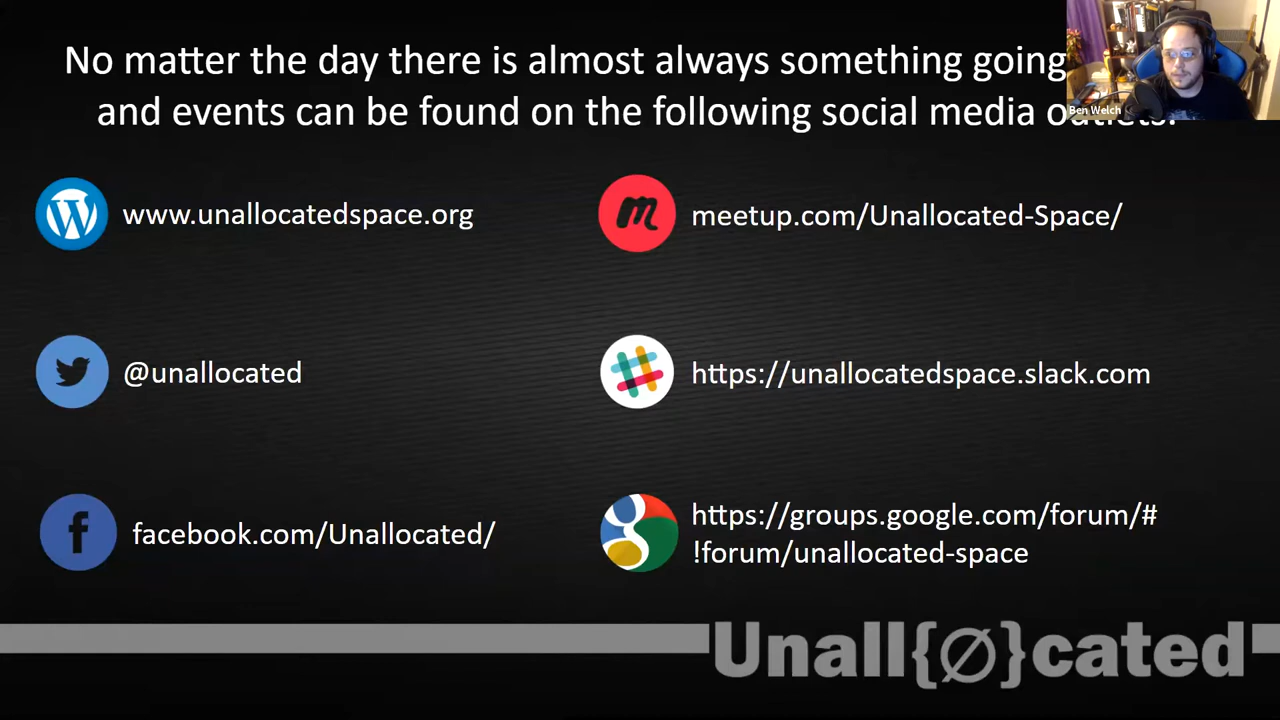 No matter the day there is almost always something going
and events can be found on the following social media outlets.
Ben Welch
www.unallocatedspace.org
meetup.com/Unallocated-Space/
@unallocated
https://unallocatedspace.slack.com
facebook.com/Unallocated/
https://groups.google.com/forum/#
!forum/unallocated-space
Unall{Ø}cated